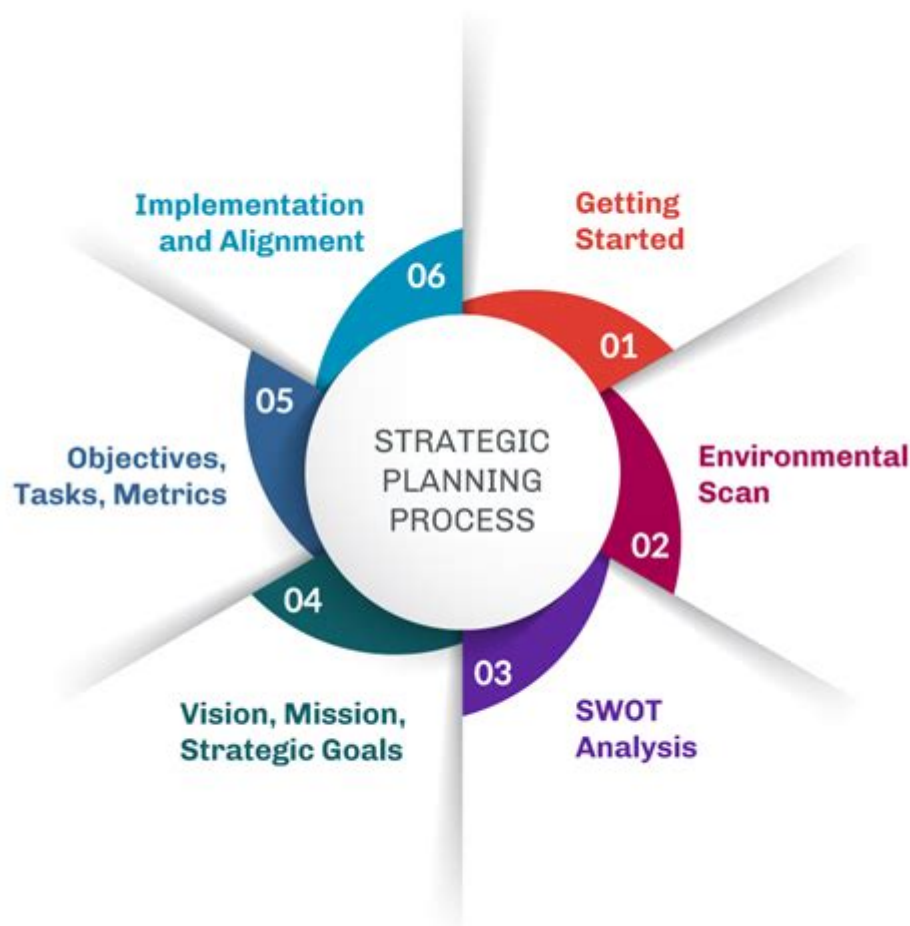 STRATEGIC
PLANNING
PROCESS
Getting
Started
01
Environmental
Scan
02
SWOT
Analysis
03
Vision, Mission,
Strategic Goals
04
Objectives,
Tasks, Metrics
05
Implementation
and Alignment
06